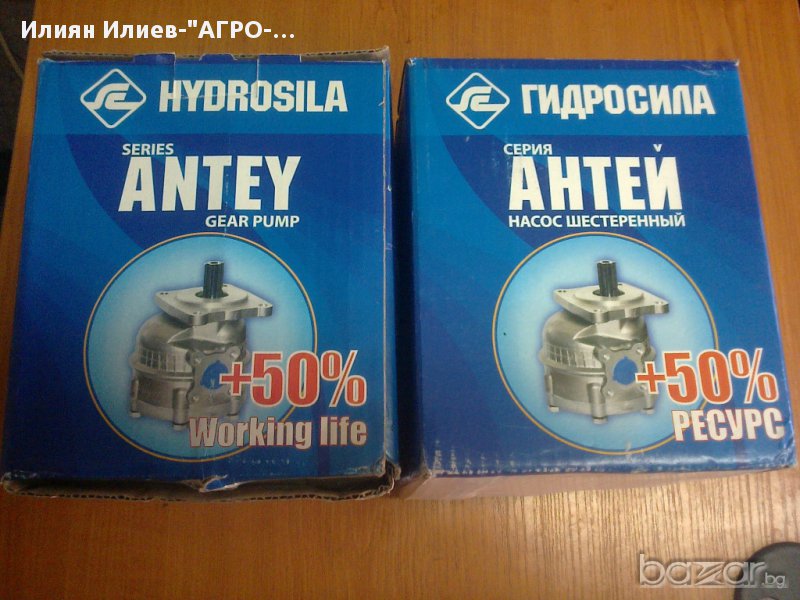 Илиян Илиев-"АГРО-...
HYDROSILA
SERIES
ANTEY
GEAR PUMP
+50%
Working life
ГИДРОСИЛА
СЕРИЯ
АНТЕЙ
НАСОС ШЕСТЕРЕННЫЙ
+50%
РЕСУРС
bazar.bg